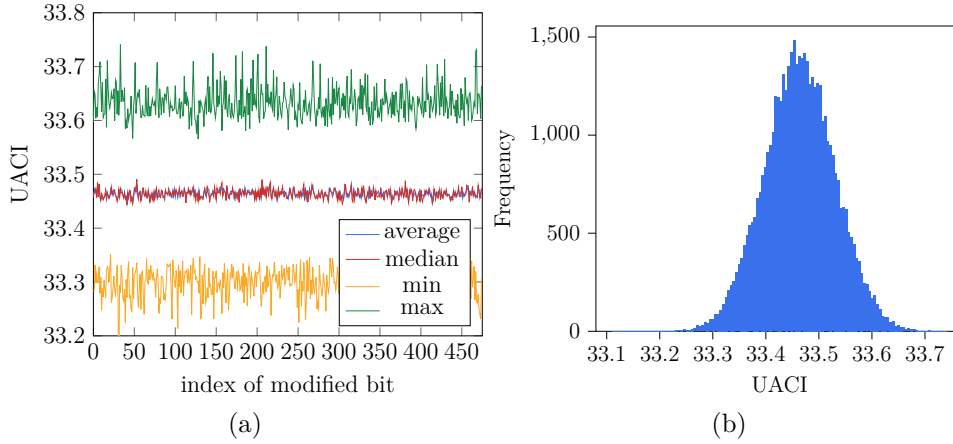 33.8
33.7
33.6
33.5
33.4
33.3
33.2
UACI
0 50 100 150 200 250 300 350 400 450
index of modified bit
average
median
min
max
(a)
1,500
1,000
500
0
Frequency
33.1 33.2 33.3 33.4 33.5 33.6 33.7
UACI
(b)